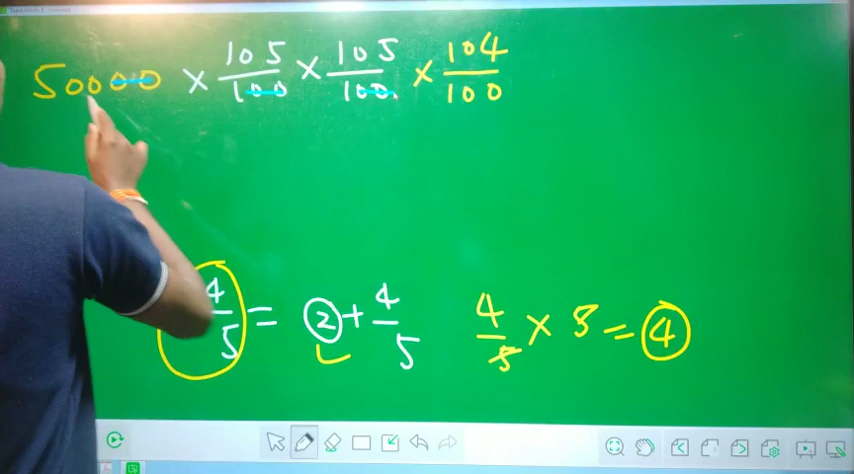 50000 × 105/100 × 105/100 × 104/100
4/5 = 2 + 4/5
4/5 × 5 = 4